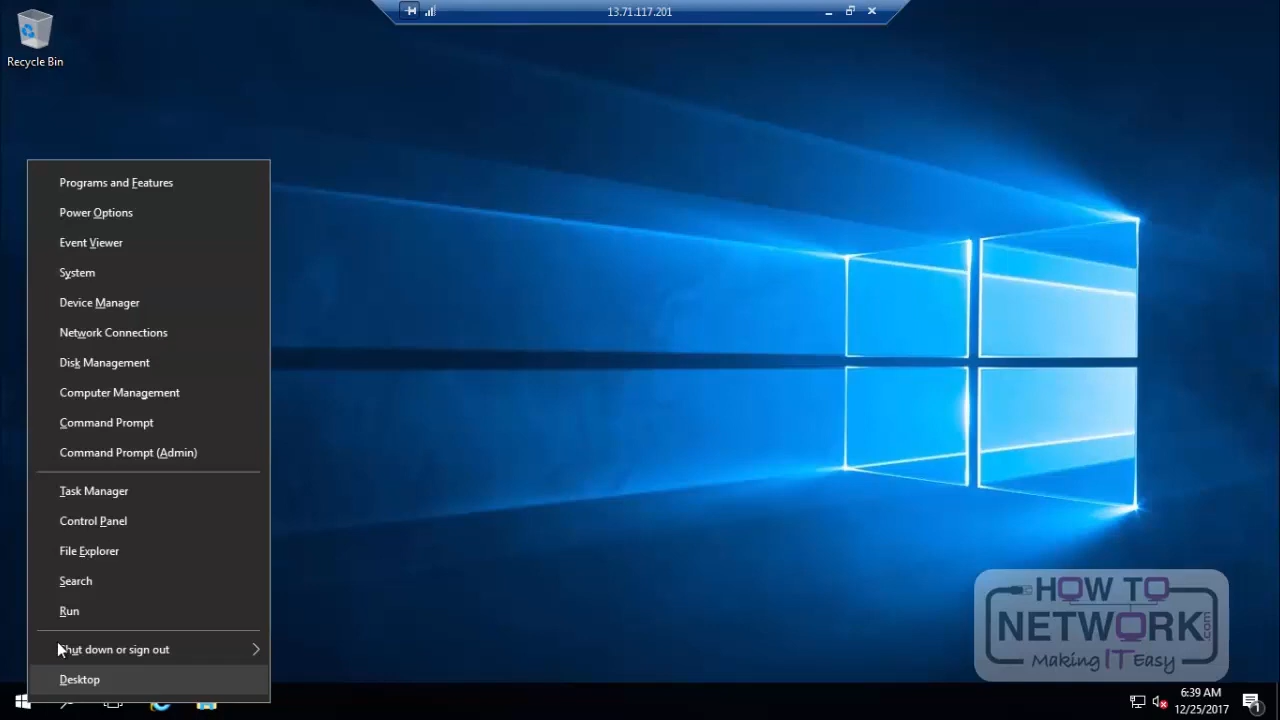 13.71.117.201
Recycle Bin
Programs and Features
Power Options
Event Viewer
System
Device Manager
Network Connections
Disk Management
Computer Management
Command Prompt
Command Prompt (Admin)
Task Manager
Control Panel
File Explorer
Search
Run
Shut down or sign out
Desktop
HOW TO
NETWORK.com
Making IT Easy
6:39 AM
12/25/2017
1